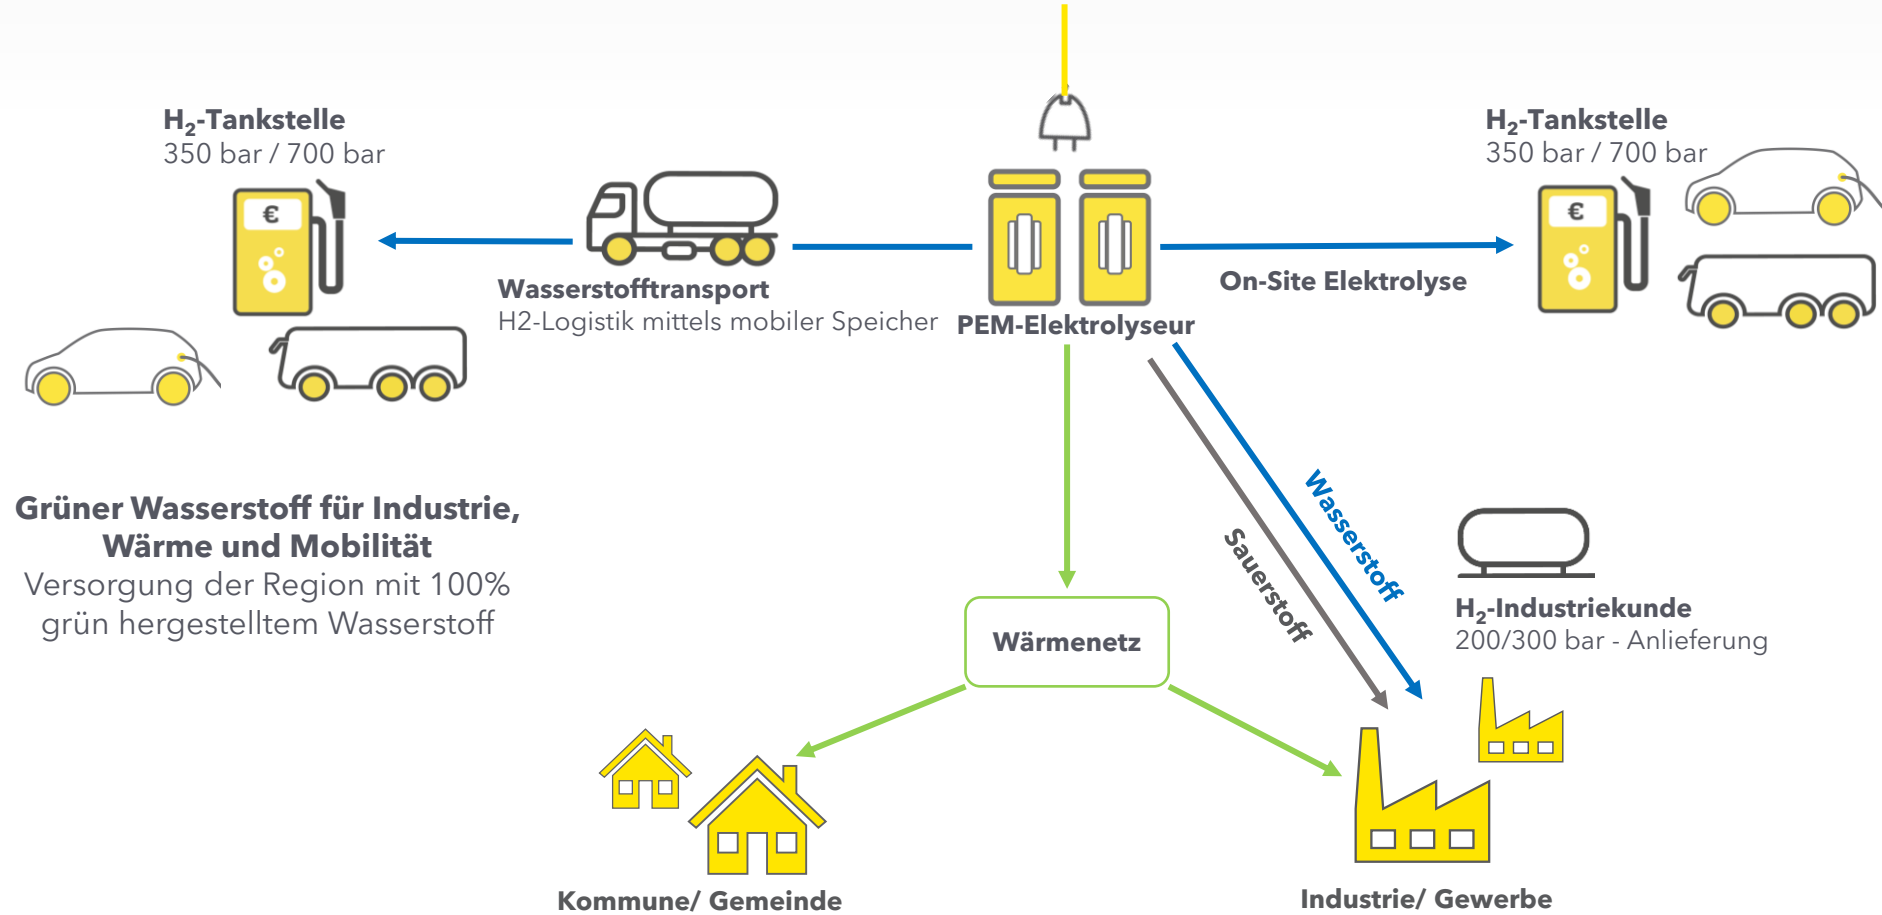 H₂-Tankstelle
350 bar / 700 bar
€
Wasserstofftransport
H2-Logistik mittels mobiler Speicher
PEM-Elektrolyseur
On-Site Elektrolyse
H₂-Tankstelle
350 bar / 700 bar
€
Grüner Wasserstoff für Industrie,
Wärme und Mobilität
Versorgung der Region mit 100%
grün hergestelltem Wasserstoff
Wasserstoff
Sauerstoff
H₂-Industriekunde
200/300 bar - Anlieferung
Wärmenetz
Kommune/ Gemeinde
Industrie/ Gewerbe